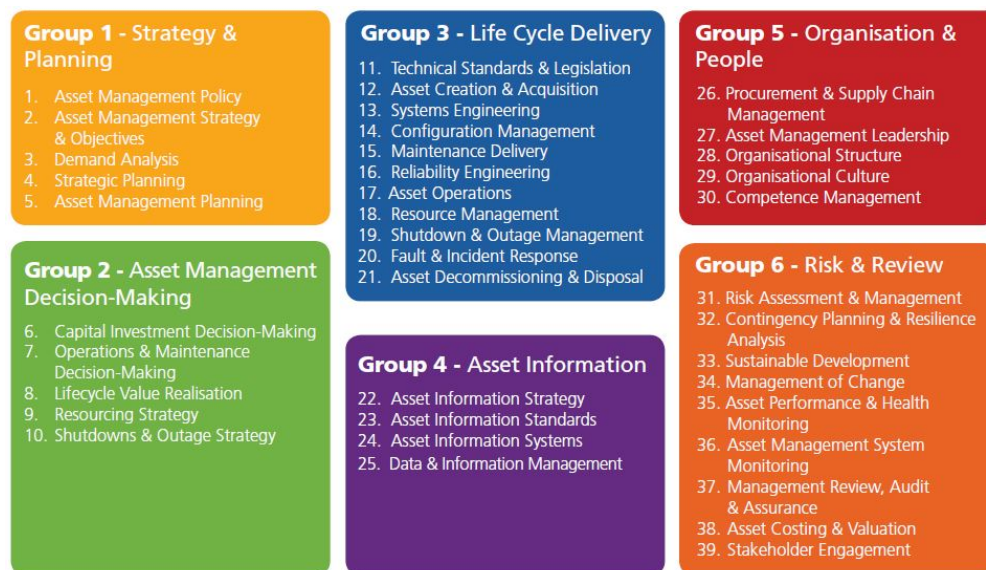 Group 1 - Strategy &
Planning
1. Asset Management Policy
2. Asset Management Strategy
& Objectives
3. Demand Analysis
4. Strategic Planning
5. Asset Management Planning
Group 2 - Asset Management
Decision-Making
6. Capital Investment Decision-Making
7. Operations & Maintenance
Decision-Making
8. Lifecycle Value Realisation
9. Resourcing Strategy
10. Shutdowns & Outage Strategy
Group 3 - Life Cycle Delivery
11. Technical Standards & Legislation
12. Asset Creation & Acquisition
13. Systems Engineering
14. Configuration Management
15. Maintenance Delivery
16. Reliability Engineering
17. Asset Operations
18. Resource Management
19. Shutdown & Outage Management
20. Fault & Incident Response
21. Asset Decommissioning & Disposal
Group 4 - Asset Information
22. Asset Information Strategy
23. Asset Information Standards
24. Asset Information Systems
25. Data & Information Management
Group 5 - Organisation &
People
26. Procurement & Supply Chain
Management
27. Asset Management Leadership
28. Organisational Structure
29. Organisational Culture
30. Competence Management
Group 6 - Risk & Review
31. Risk Assessment & Management
32. Contingency Planning & Resilience
Analysis
33. Sustainable Development
34. Management of Change
35. Asset Performance & Health
Monitoring
36. Asset Management System
Monitoring
37. Management Review, Audit
& Assurance
38. Asset Costing & Valuation
39. Stakeholder Engagement